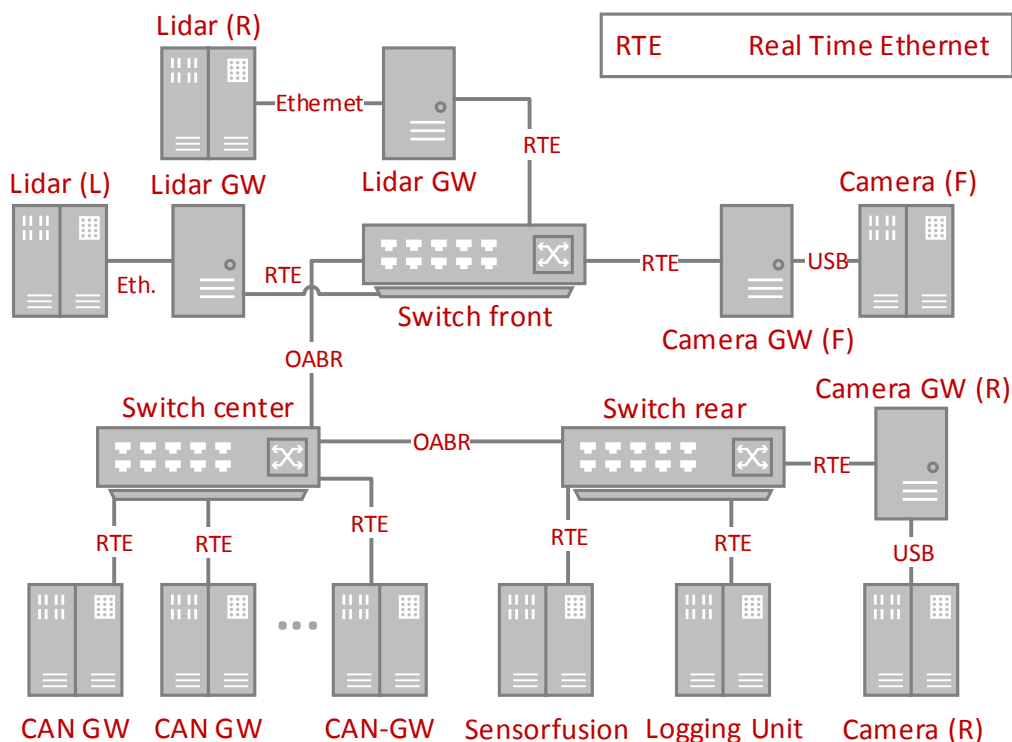 Lidar (R)
RTE Real Time Ethernet
Ethernet
RTE
Lidar (L)
Lidar GW
Lidar GW
Camera (F)
Eth.
RTE
RTE
USB
Switch front
Camera GW (F)
OABR
Camera GW (R)
Switch center
Switch rear
OABR
RTE
RTE
RTE
RTE
RTE
RTE
USB
CAN GW
CAN GW
CAN-GW
Sensorfusion
Logging Unit
Camera (R)